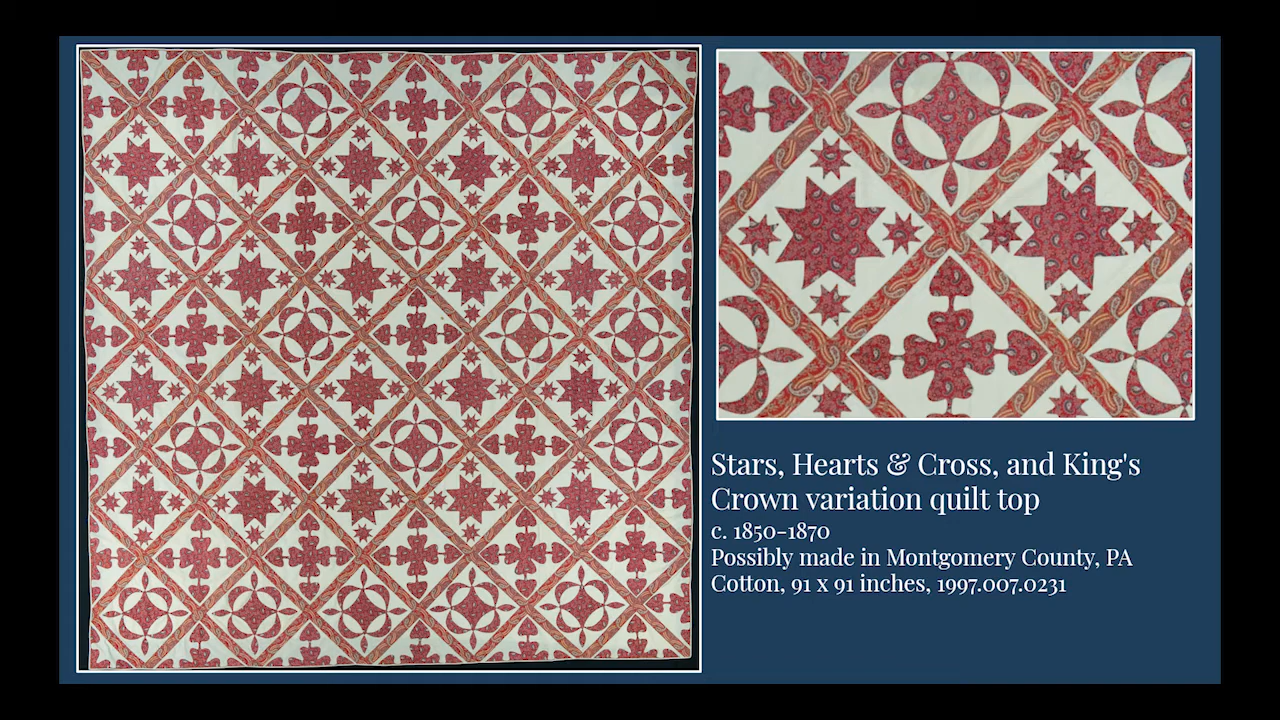 Stars, Hearts & Cross, and King's
Crown variation quilt top
c. 1850-1870
Possibly made in Montgomery County, PA
Cotton, 91 x 91 inches, 1997.007.0231